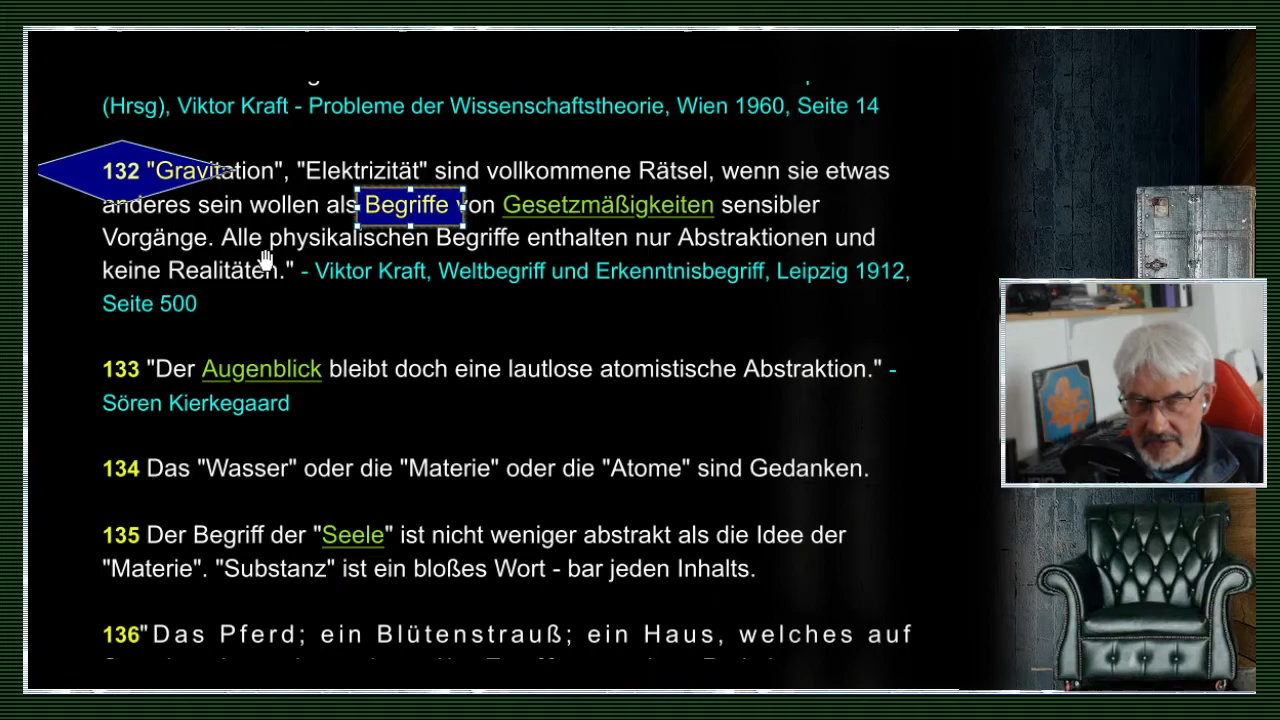 (Hrsg), Viktor Kraft - Probleme der Wissenschaftstheorie, Wien 1960, Seite 14
132 "Gravitation", "Elektrizität" sind vollkommene Rätsel, wenn sie etwas
anderes sein wollen als Begriffe von Gesetzmäßigkeiten sensibler
Vorgänge. Alle physikalischen Begriffe enthalten nur Abstraktionen und
keine Realitäten." - Viktor Kraft, Weltbegriff und Erkenntnisbegriff, Leipzig 1912,
Seite 500
133 "Der Augenblick bleibt doch eine lautlose atomistische Abstraktion." -
Sören Kierkegaard
134 Das "Wasser" oder die "Materie" oder die "Atome" sind Gedanken.
135 Der Begriff der "Seele" ist nicht weniger abstrakt als die Idee der
"Materie". "Substanz" ist ein bloßes Wort - bar jeden Inhalts.
136"Das Pferd; ein Blütenstrauß; ein Haus, welches auf